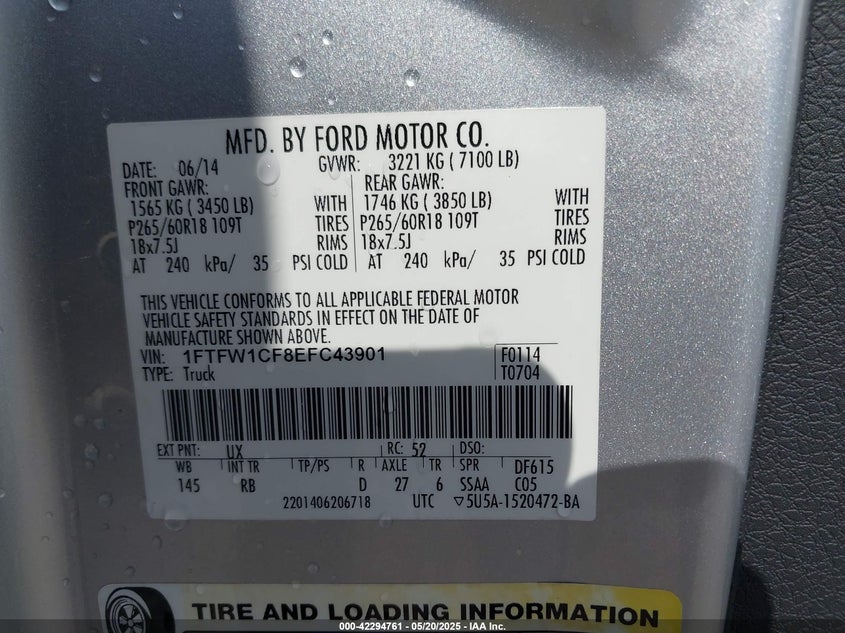 MFD. BY FORD MOTOR CO.
DATE: 06/14 GVWR: 3221 KG ( 7100 LB)
FRONT GAWR: REAR GAWR:
1565 KG ( 3450 LB) WITH 1746 KG ( 3850 LB) WITH
P265/60R18 109T TIRES P265/60R18 109T TIRES
18x7.5J RIMS 18x7.5J RIMS
AT 240 kPa/ 35 PSI COLD AT 240 kPa/ 35 PSI COLD
THIS VEHICLE CONFORMS TO ALL APPLICABLE FEDERAL MOTOR
VEHICLE SAFETY STANDARDS IN EFFECT ON THE DATE OF
MANUFACTURE SHOWN ABOVE.
VIN: 1FTFW1CF8EFC43901 F0114
TYPE: Truck T0704
EXT PNT: UX RC: 52 DSO:
WB INT TR TP/PS R AXLE TR SPR DF615
145 RB D 27 6 SSAA C05
2201406206718 UTC ▽5U5A-1520472-BA
TIRE AND LOADING INFORMATION
000-42294761 - 05/20/2025 - IAA Inc.